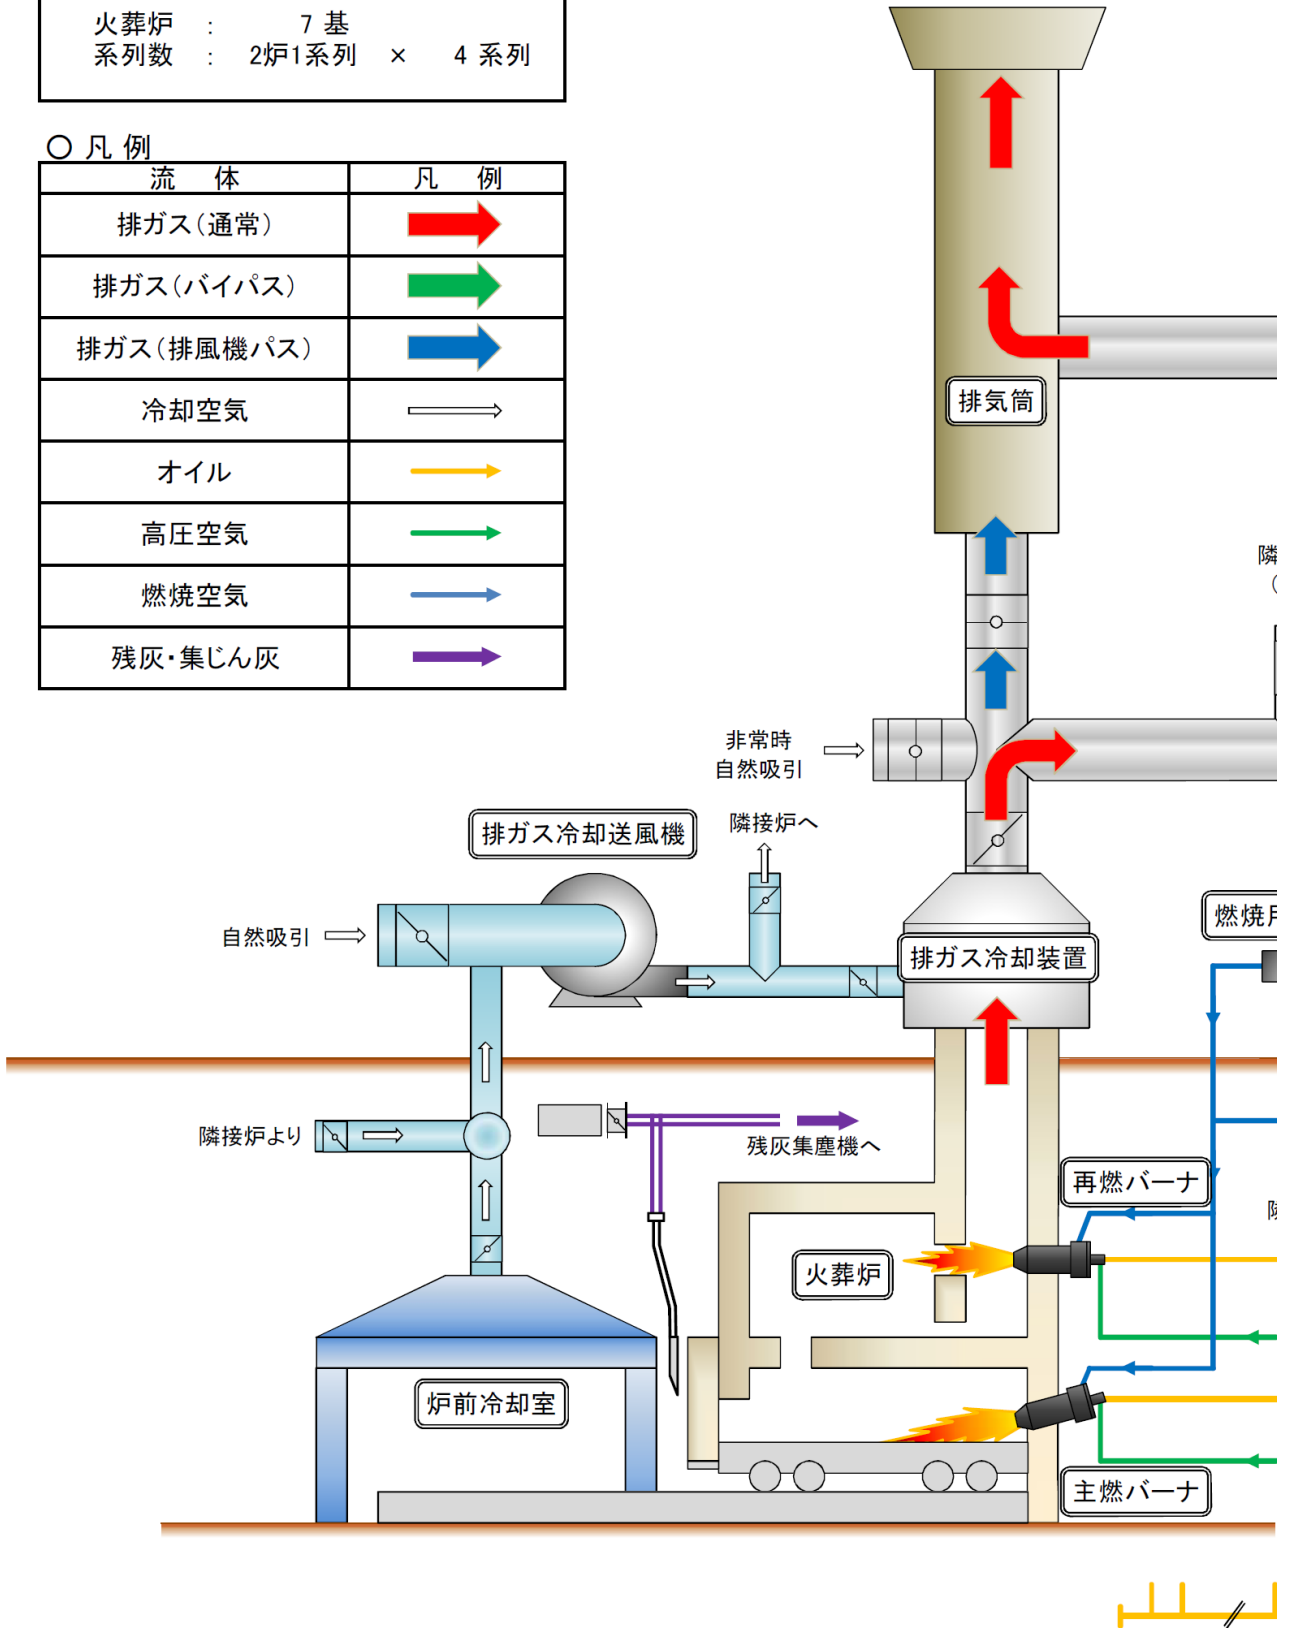 火葬炉 : 7 基
系列数 : 2炉1系列 × 4 系列
〇 凡 例
流 体 凡 例
排ガス(通常)
排ガス(バイパス)
排ガス(排風機パス)
冷却空気
オイル
高圧空気
燃焼空気
残灰・集じん灰
排気筒
隣
(
非常時
自然吸引
隣接炉へ
排ガス冷却送風機
自然吸引
排ガス冷却装置
燃焼
隣接炉より
残灰集塵機へ
再燃バーナ
火葬炉
炉前冷却室
主燃バーナ